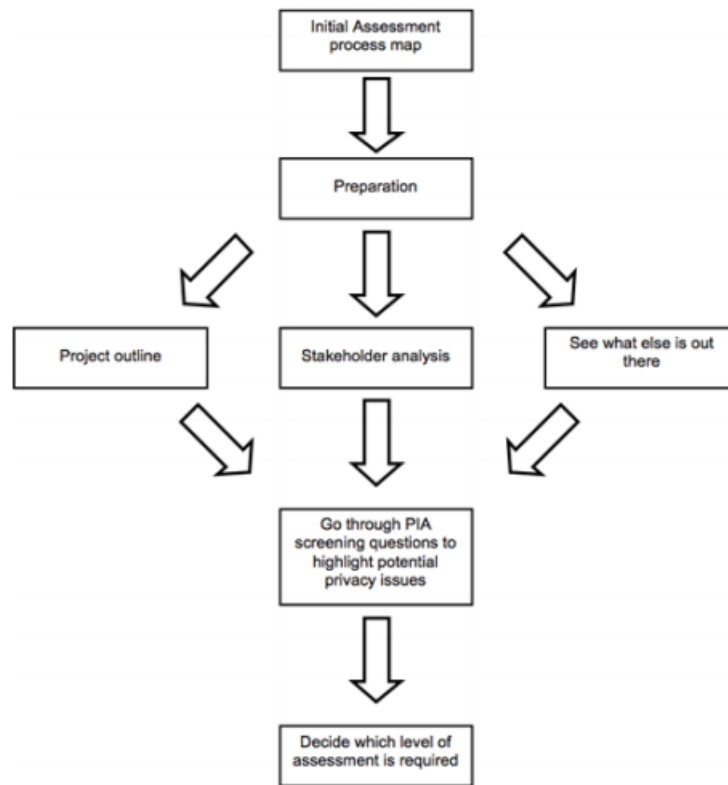 Initial Assessment
process map
Preparation
Project outline
Stakeholder analysis
See what else is out
there
Go through PIA
screening questions to
highlight potential
privacy issues
Decide which level of
assessment is required